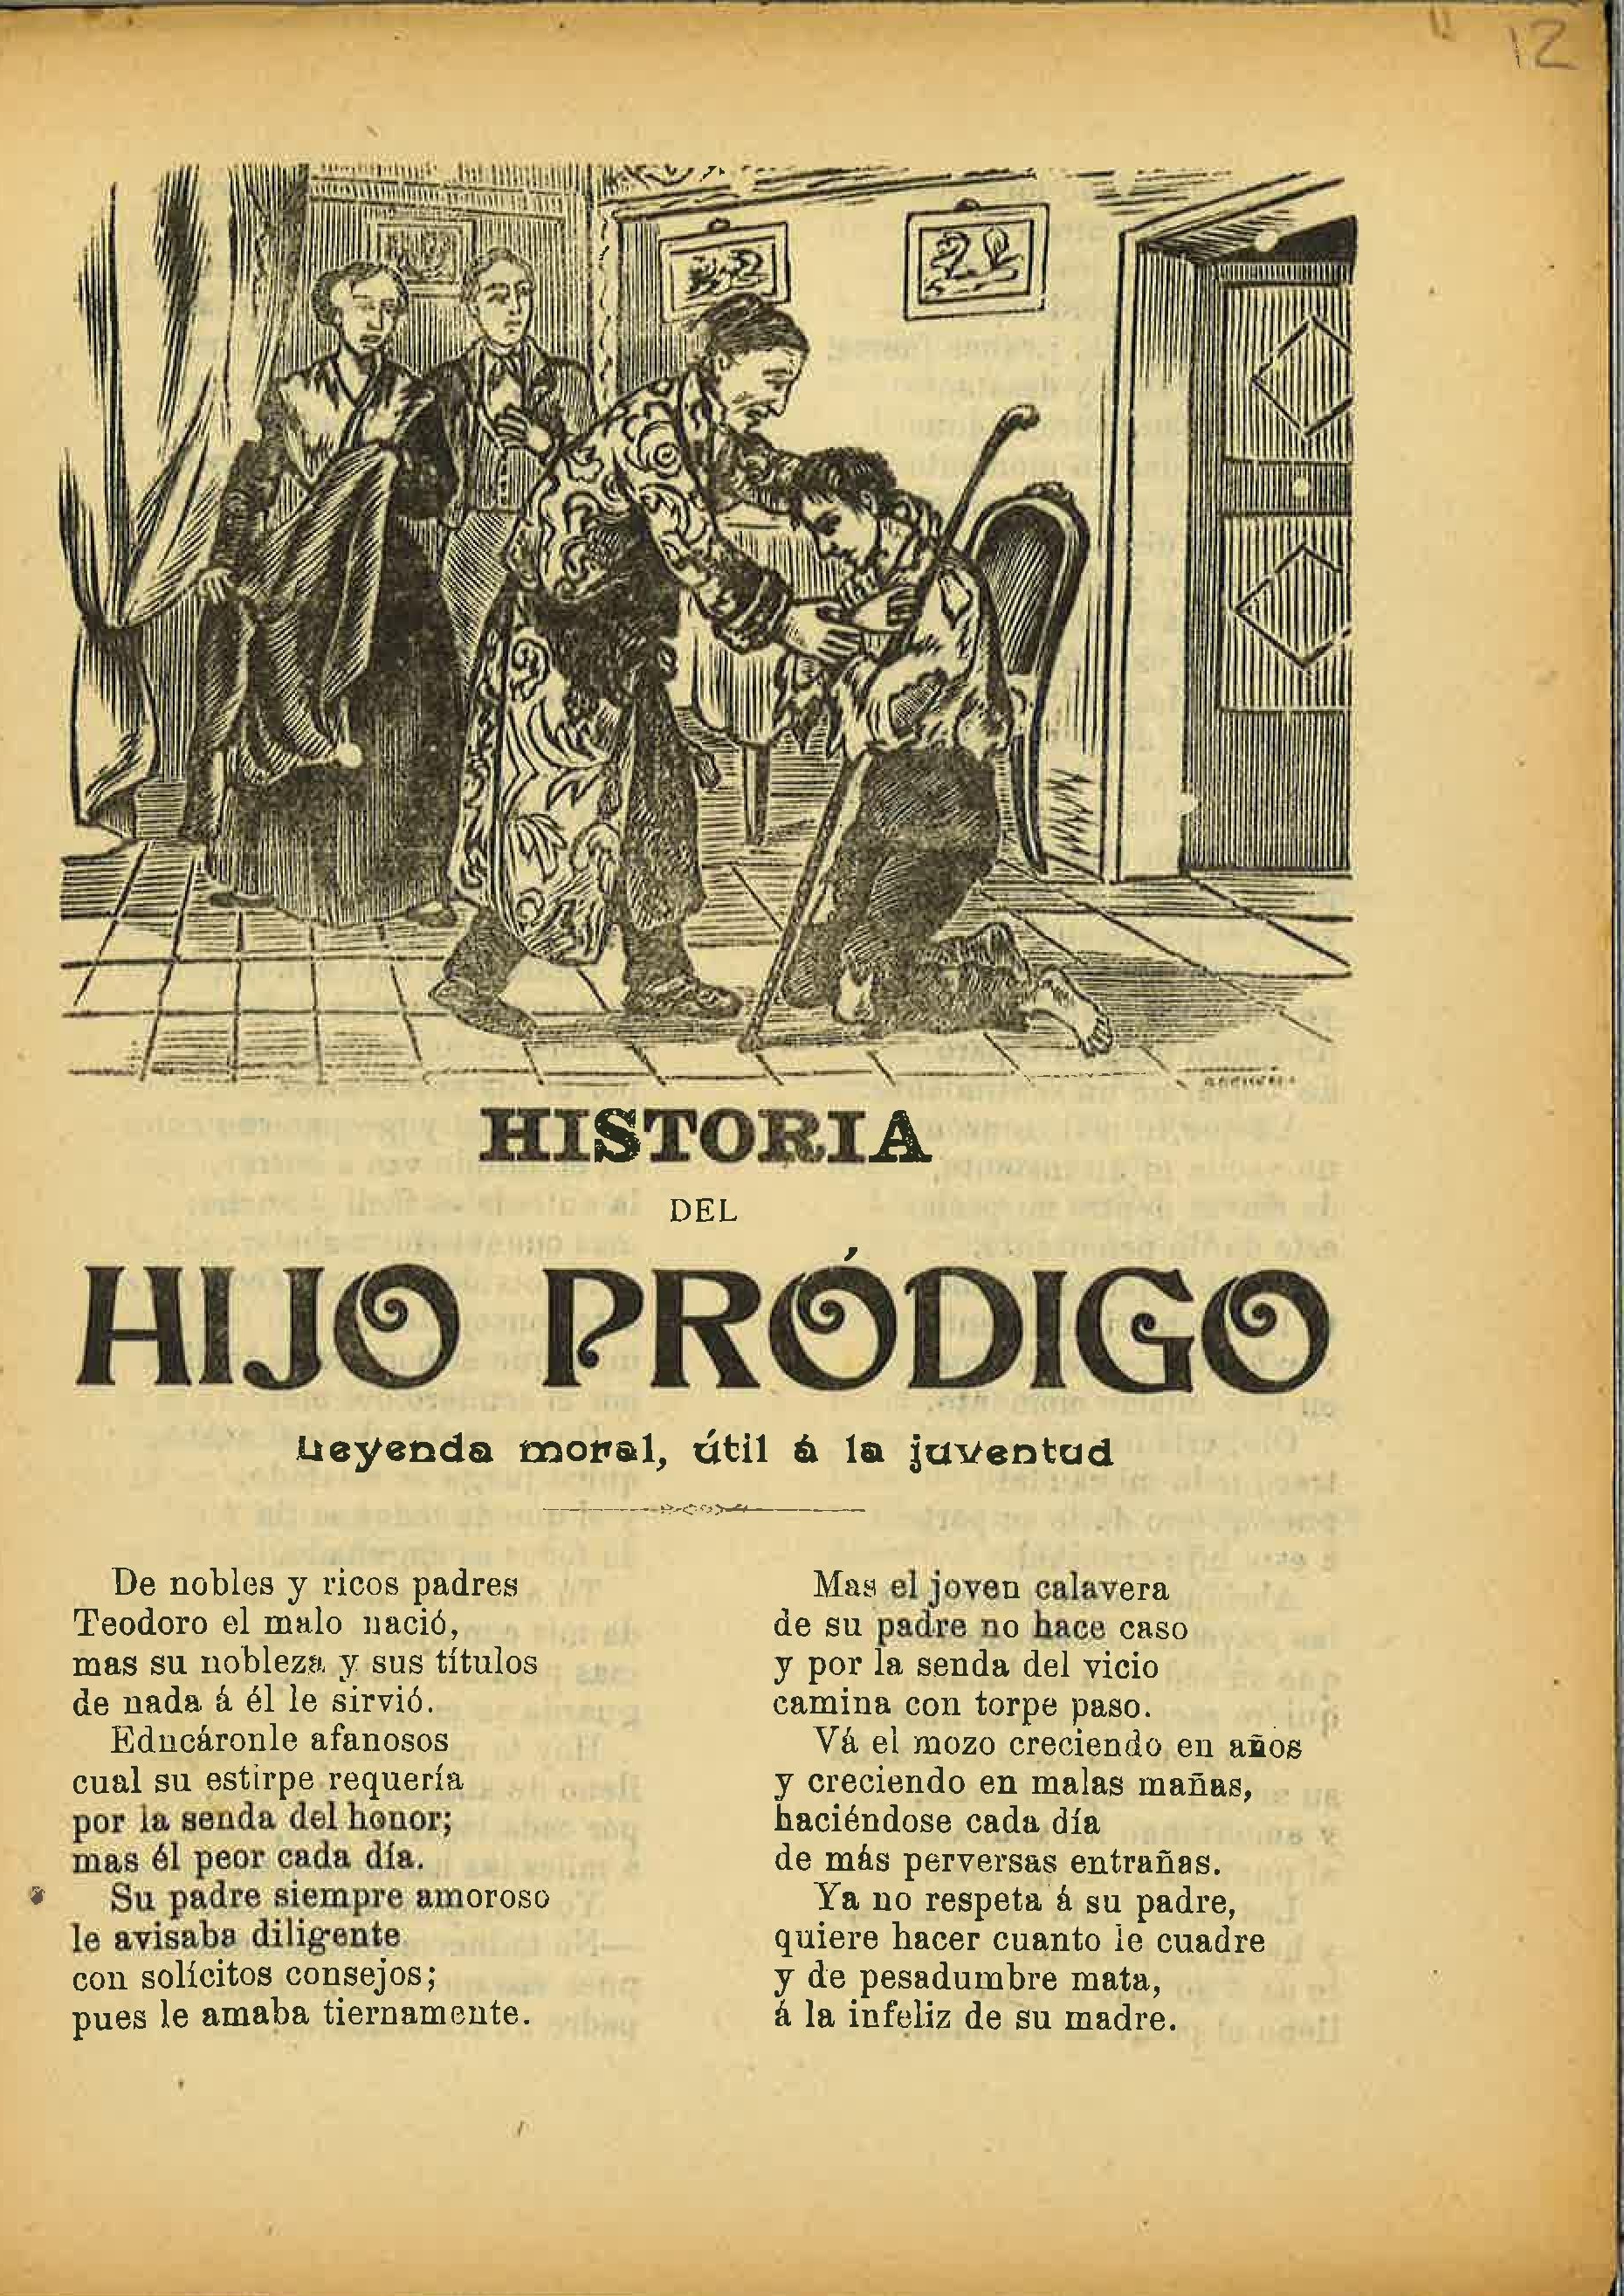 12
HISTORIA
DEL
HIJO PRÓDIGO
Leyenda moral, útil á la juventud
De nobles y ricos padres
Teodoro el malo nació,
mas su nobleza y sus títulos
de nada á él le sirvió.
Educáronle afanosos
cual su estirpe requería
por la senda del honor;
mas él peor cada día.
Su padre siempre amoroso
le avisaba diligente
con solícitos consejos;
pues le amaba tiernamente.
Mas el joven calavera
de su padre no hace caso
y por la senda del vicio
camina con torpe paso.
Vá el mozo creciendo en años
y creciendo en malas mañas,
haciéndose cada día
de más perversas entrañas.
Ya no respeta á su padre,
quiere hacer cuanto le cuadre
y de pesadumbre mata,
á la infeliz de su madre.